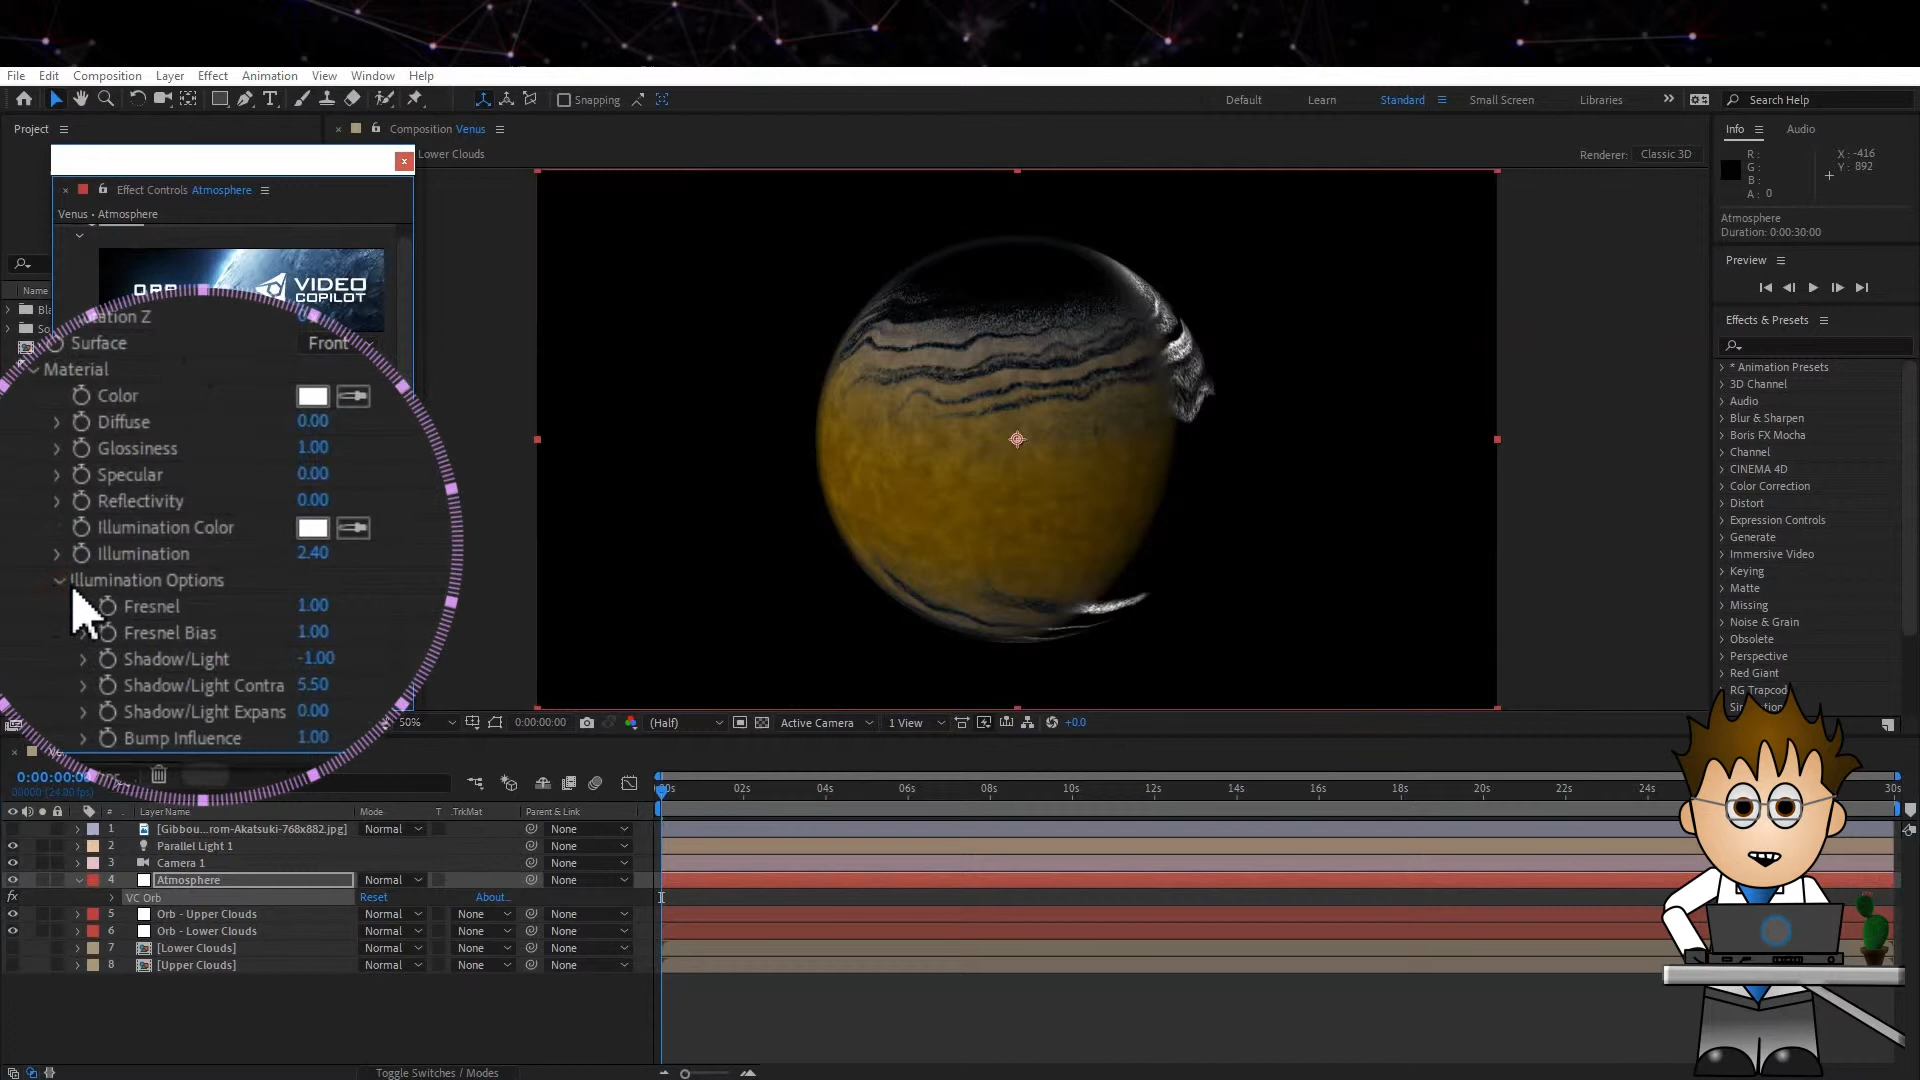 File Edit Composition Layer Effect Animation View Window Help
Snapping
Default Learn Standard Small Screen Libraries Search Help
Project
Composition Venus
Lower Clouds
Renderer: Classic 3D
Effect Controls Atmosphere
Venus • Atmosphere
VIDEO
COPILOT
Name
Surface Front
Material
Color
Diffuse 0.00
Glossiness 1.00
Specular 0.00
Reflectivity 0.00
Illumination Color
Illumination 2.40
Illumination Options
Fresnel 1.00
Fresnel Bias 1.00
Shadow/Light -1.00
Shadow/Light Contra 5.50
Shadow/Light Expans 0.00
Bump Influence 1.00
50% 0:00:00:00 (Half) Active Camera 1 View +0.0
Info Audio
R:
G:
B:
A: 0
X: -416
Y: 892
Atmosphere
Duration: 0:00:30:00
Preview
Effects & Presets
* Animation Presets
3D Channel
Audio
Blur & Sharpen
Boris FX Mocha
Channel
CINEMA 4D
Color Correction
Distort
Expression Controls
Generate
Immersive Video
Keying
Matte
Missing
Noise & Grain
Obsolete
Perspective
Red Giant
RG Trapcod
0:00:00:0
00000 (24.00 fps)
00s 02s 04s 06s 08s 10s 12s 14s 16s 18s 20s 22s 24s 30s
# Layer Name Mode T .TrkMat Parent & Link
1 [Gibbou...rom-Akatsuki-768x882.jpg] Normal None
2 Parallel Light 1 None
3 Camera 1 None
4 Atmosphere Normal None
fx VC Orb Reset About...
5 Orb - Upper Clouds Normal None None
6 Orb - Lower Clouds Normal None None
7 [Lower Clouds] Normal None None
8 [Upper Clouds] Normal None None
Toggle Switches / Modes